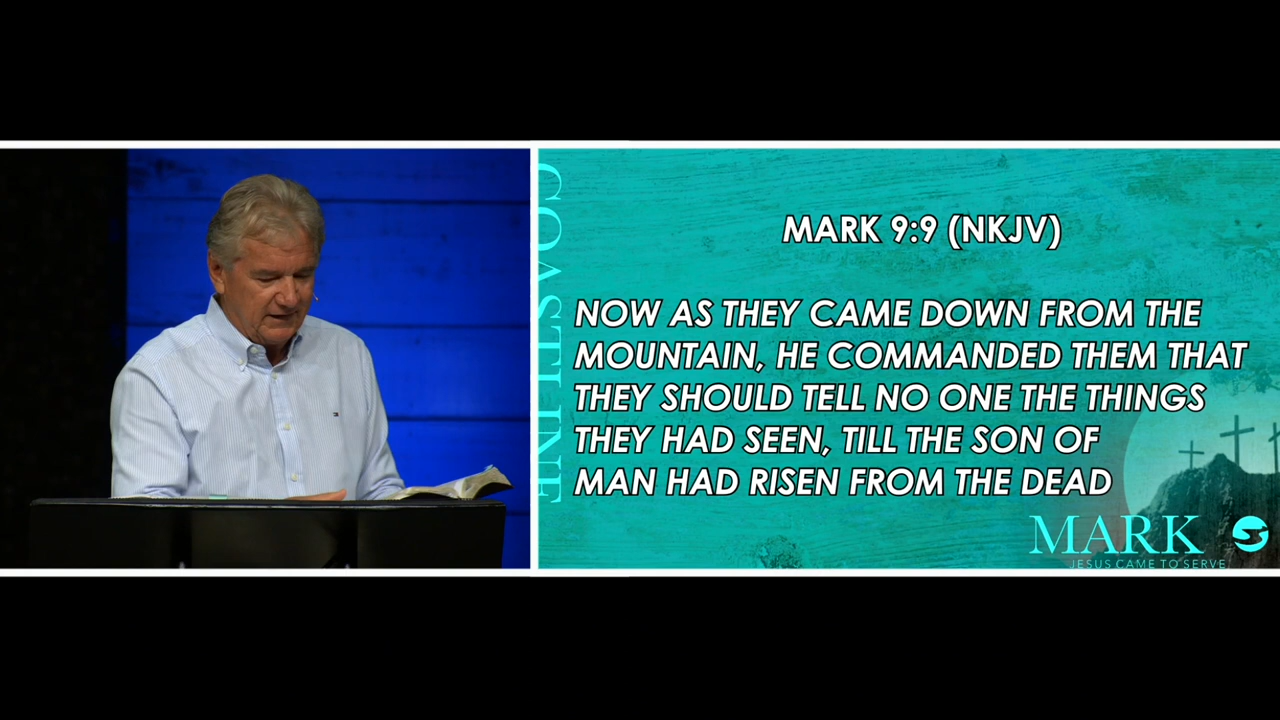 COASTLINE
MARK 9:9 (NKJV)
NOW AS THEY CAME DOWN FROM THE
MOUNTAIN, HE COMMANDED THEM THAT
THEY SHOULD TELL NO ONE THE THINGS
THEY HAD SEEN, TILL THE SON OF
MAN HAD RISEN FROM THE DEAD
MARK
JESUS CAME TO SERVE